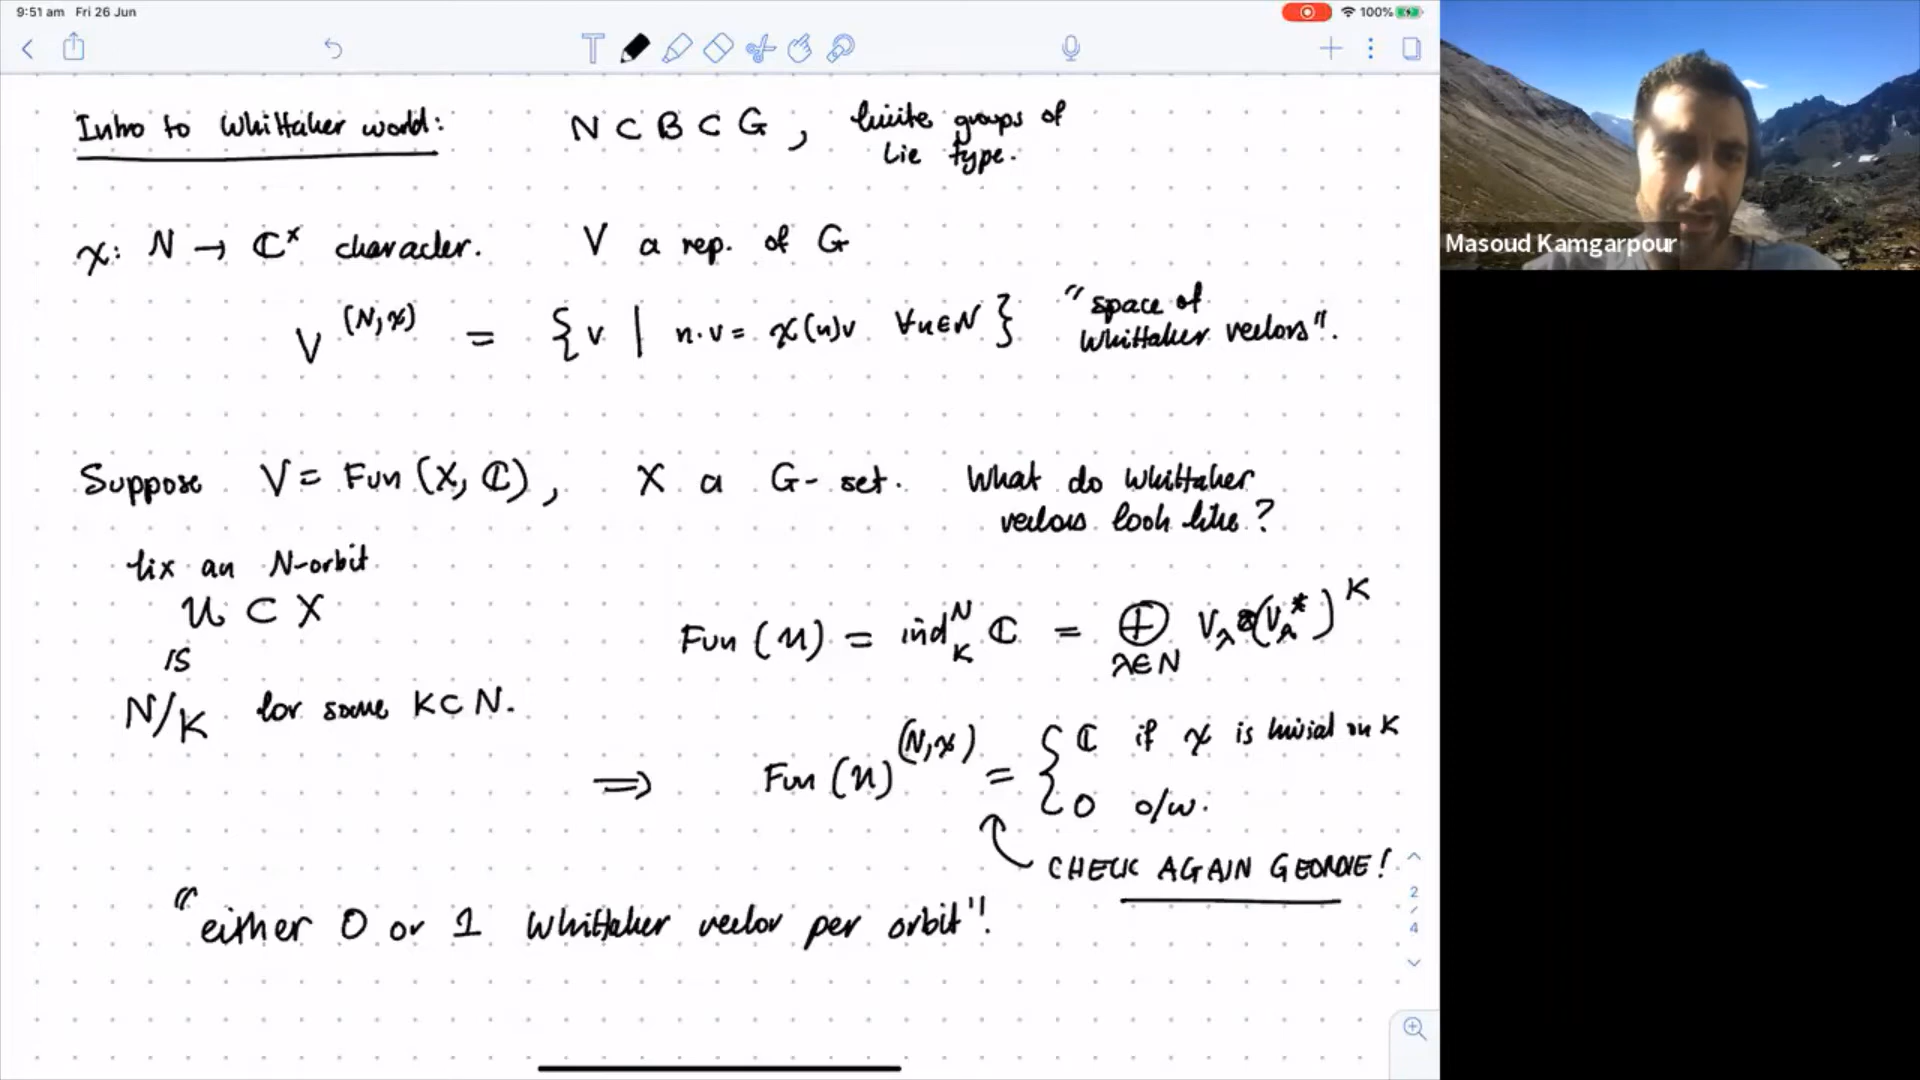 9:51 am Fri 26 Jun
100%
Intro to Whittaker world: N ⊂ B ⊂ G, finite groups of
Lie type.
χ: N → ℂ^× character. V a rep. of G
V^(N,χ) = { v | n·v = χ(n)v ∀n∈N } "space of
Whittaker vectors".
Suppose V = Fun (X, ℂ), X a G-set. What do Whittaker
vectors look like?
fix an N-orbit
U ⊂ X
Fun (U) = ind_K^N ℂ = ⊕_{λ∈N} V_λ ⊗ (V_λ^*)^K
N/K for some K ⊂ N.
⇒ Fun (U)^(N,χ) = { ℂ if χ is trivial on K
0 o/w.
CHECK AGAIN GEORDIE!
"either 0 or 1 Whittaker vector per orbit"!
2
/
4
Masoud Kamgarpour